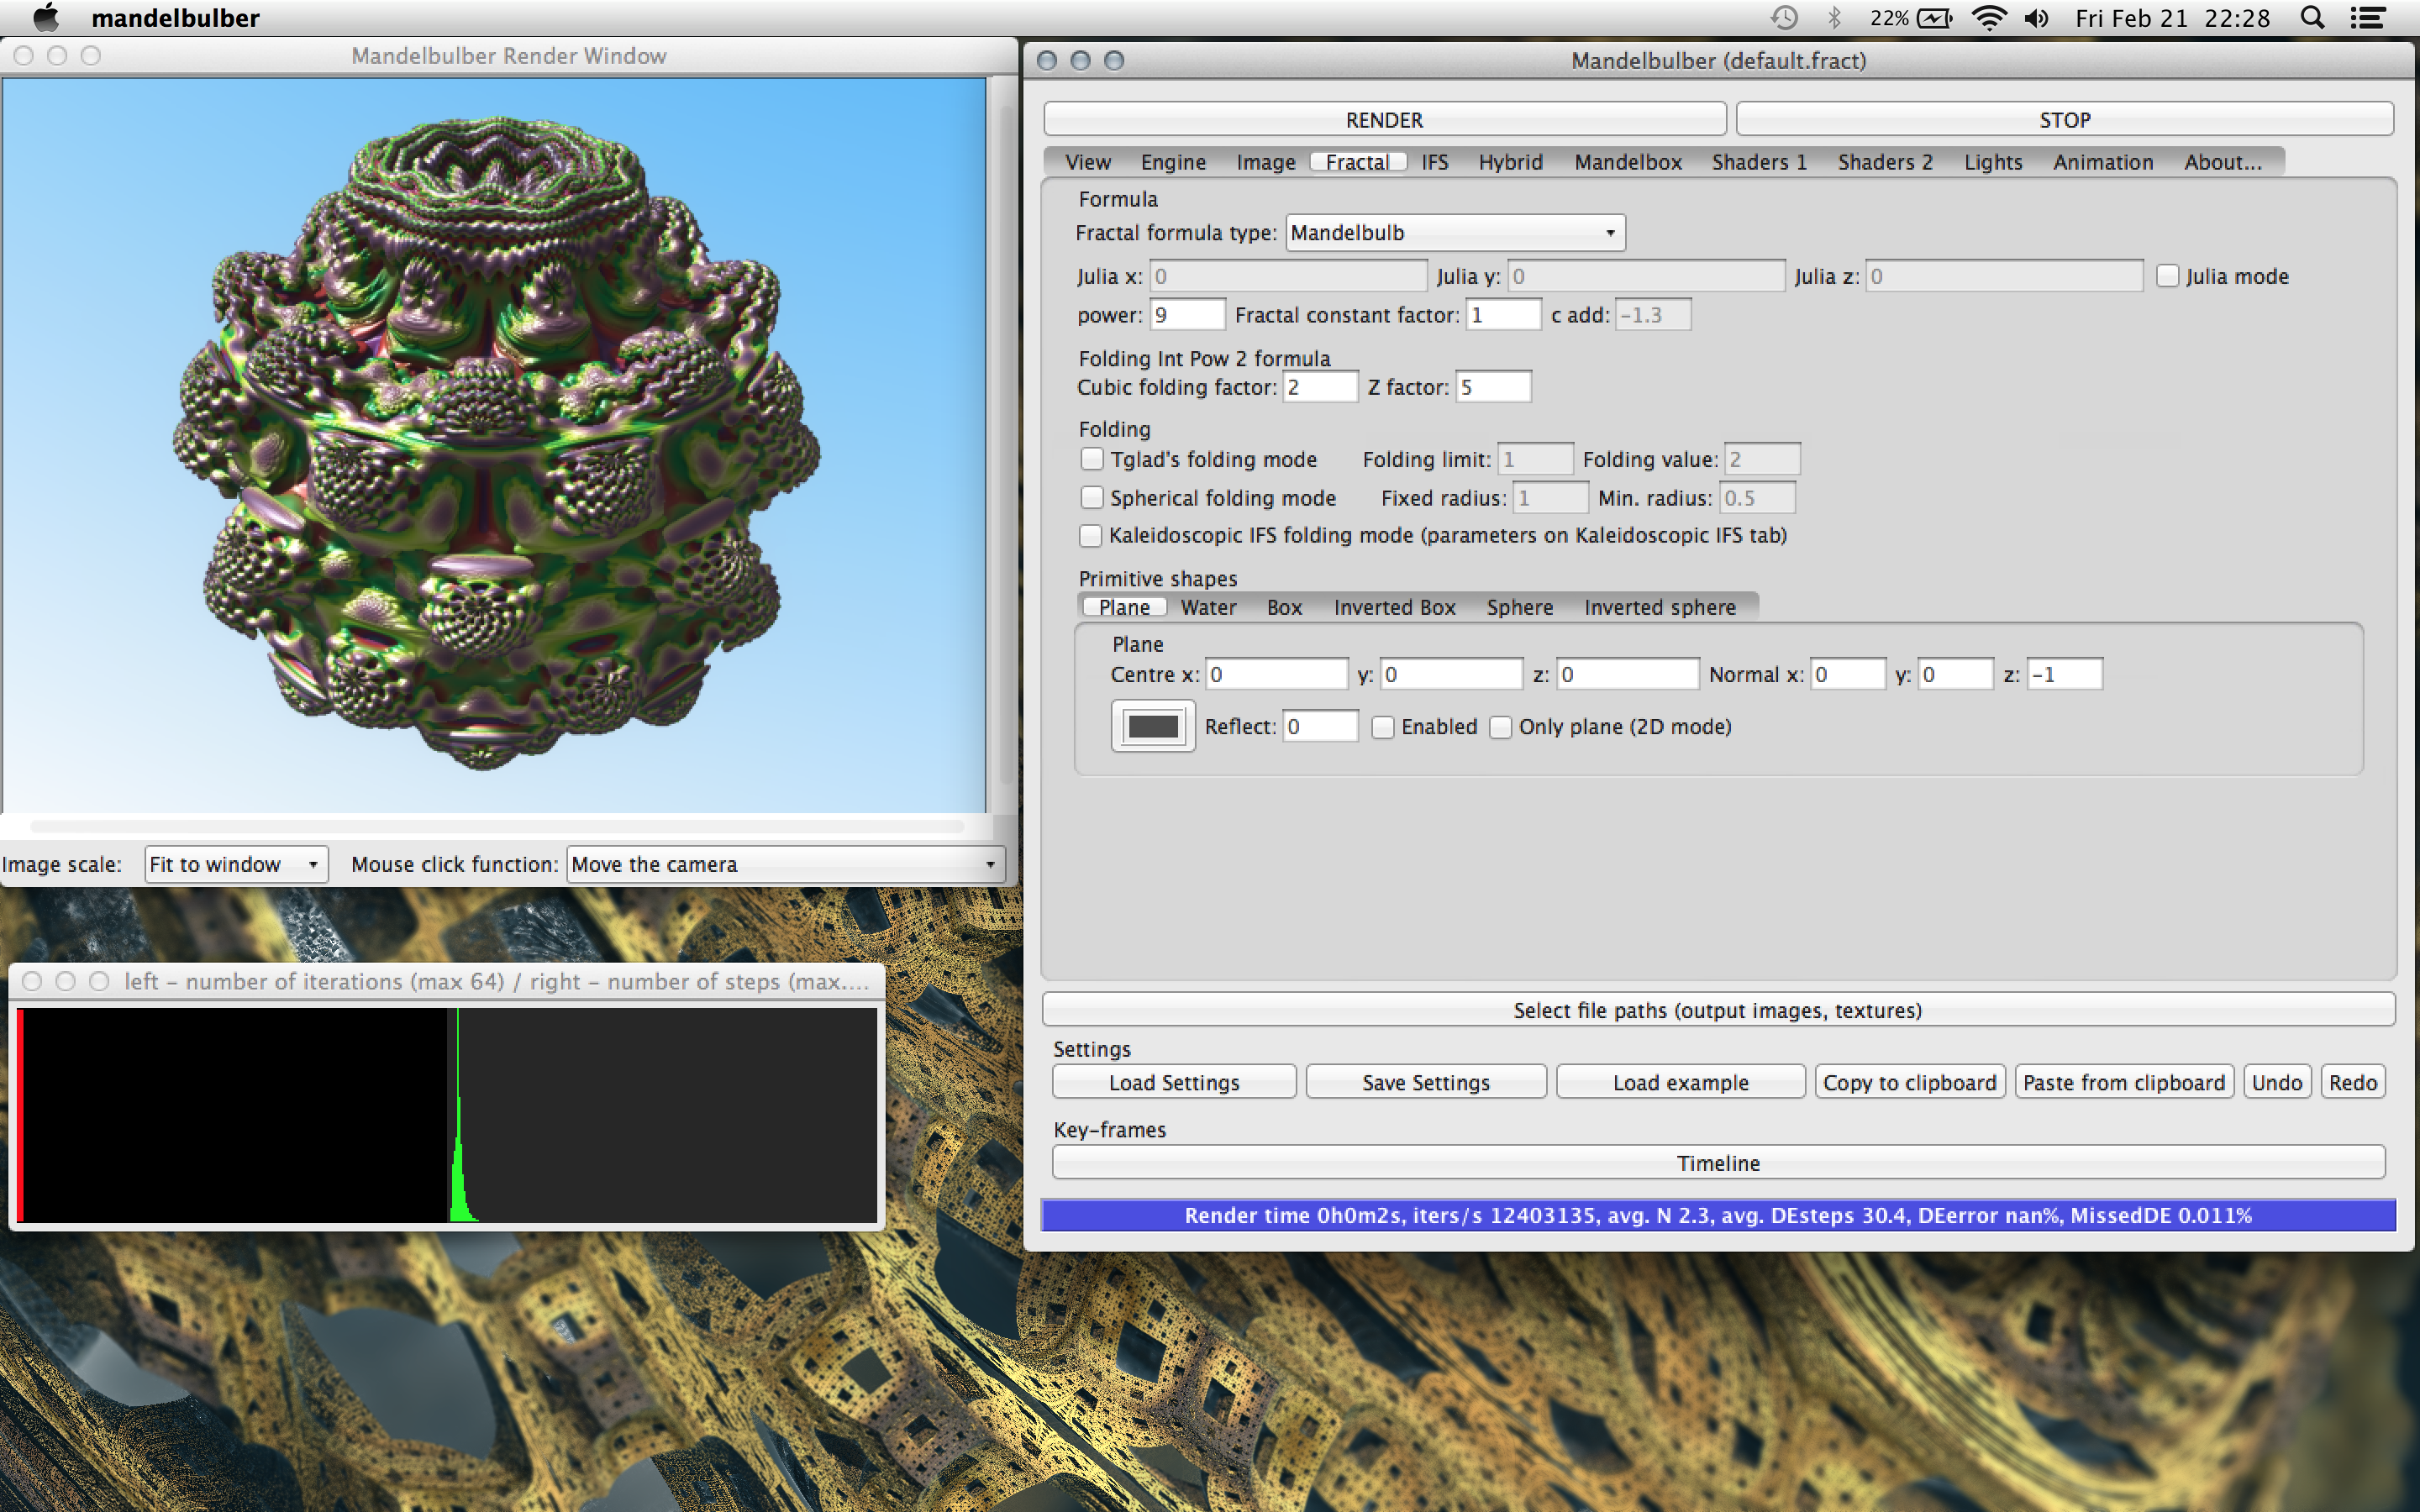 mandelbulber
22% Fri Feb 21 22:28
Mandelbulber Render Window
Image scale: Fit to window Mouse click function: Move the camera
left - number of iterations (max 64) / right - number of steps (max....
Mandelbulber (default.fract)
RENDER STOP
View Engine Image Fractal IFS Hybrid Mandelbox Shaders 1 Shaders 2 Lights Animation About...
Formula
Fractal formula type: Mandelbulb
Julia x: 0 Julia y: 0 Julia z: 0 Julia mode
power: 9 Fractal constant factor: 1 c add: -1.3
Folding Int Pow 2 formula
Cubic folding factor: 2 Z factor: 5
Folding
Tglad's folding mode Folding limit: 1 Folding value: 2
Spherical folding mode Fixed radius: 1 Min. radius: 0.5
Kaleidoscopic IFS folding mode (parameters on Kaleidoscopic IFS tab)
Primitive shapes
Plane Water Box Inverted Box Sphere Inverted sphere
Plane
Centre x: 0 y: 0 z: 0 Normal x: 0 y: 0 z: -1
Reflect: 0 Enabled Only plane (2D mode)
Select file paths (output images, textures)
Settings
Load Settings Save Settings Load example Copy to clipboard Paste from clipboard Undo Redo
Key-frames
Timeline
Render time 0h0m2s, iters/s 12403135, avg. N 2.3, avg. DEsteps 30.4, DEerror nan%, MissedDE 0.011%